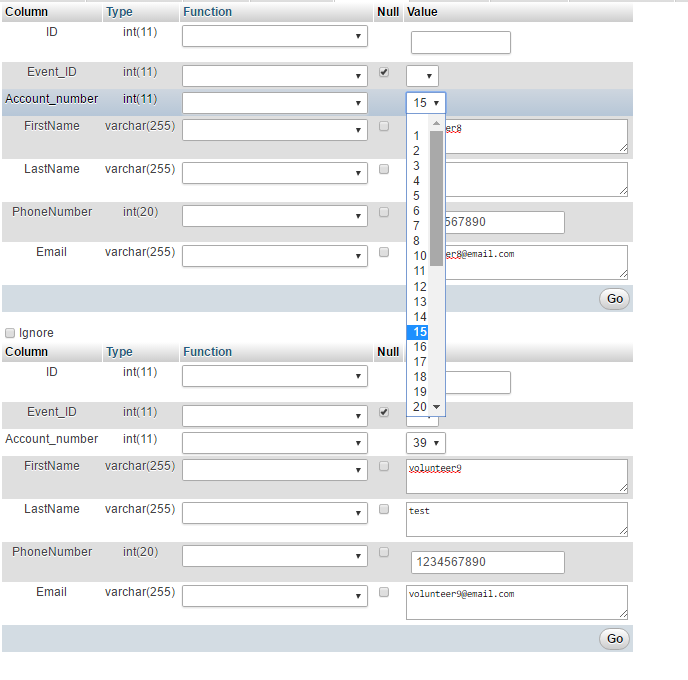 Column Type Function Null Value
ID int(11)
Event_ID int(11)
Account_number int(11) 15
FirstName varchar(255) er8
1
2
3
LastName varchar(255)
4
5
6
PhoneNumber int(20) 567890
7
8
Email varchar(255) er8@email.com
10
11
12
13 Go
14
Ignore 15
Column Type Function Null
16
17
ID int(11)
18
19
Event_ID int(11) 20
Account_number int(11) 39
FirstName varchar(255) volunteer9
LastName varchar(255) test
PhoneNumber int(20) 1234567890
Email varchar(255) volunteer9@email.com
Go